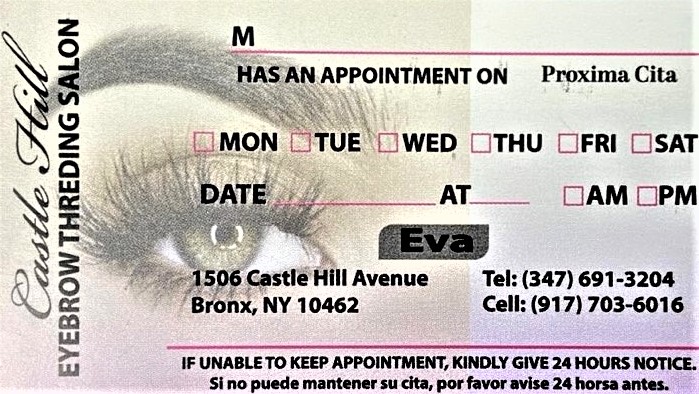 Castle Hill
EYEBROW THREDING SALON
M
HAS AN APPOINTMENT ON Proxima Cita
MON TUE WED THU FRI SAT
DATE AT AM PM
Eva
1506 Castle Hill Avenue
Bronx, NY 10462
Tel: (347) 691-3204
Cell: (917) 703-6016
IF UNABLE TO KEEP APPOINTMENT, KINDLY GIVE 24 HOURS NOTICE.
Si no puede mantener su cita, por favor avise 24 horsa antes.